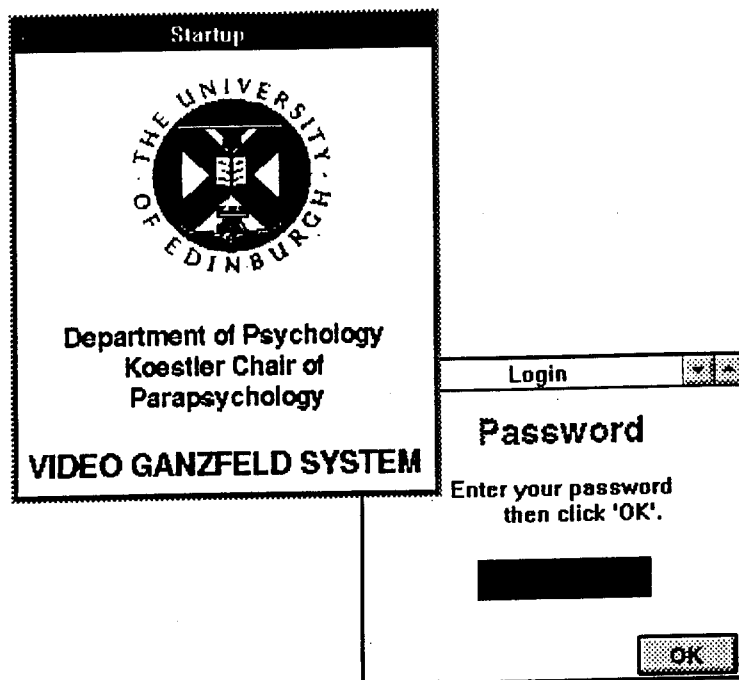 Startup
THE UNIVERSITY · OF EDINBURGH ·
Department of Psychology
Koestler Chair of
Parapsychology
VIDEO GANZFELD SYSTEM
Login
Password
Enter your password
then click 'OK'.
OK